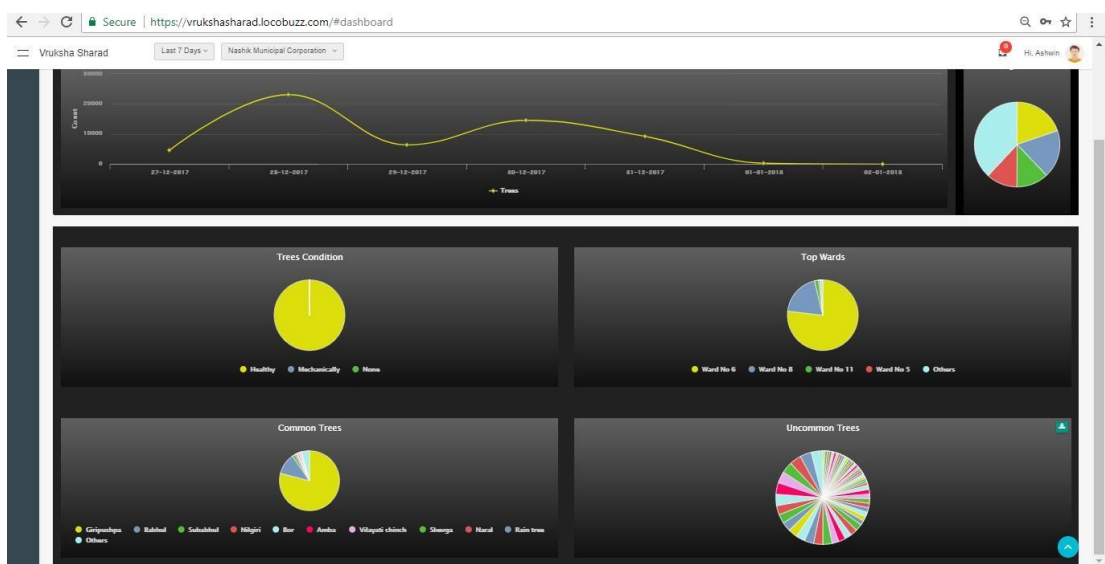 Secure | https://vrukshasharad.locobuzz.com/#dashboard
Vruksha Sharad Last 7 Days Nashik Municipal Corporation Hi, Ashwin
30000
20000
10000
0
Count
27-12-2017 28-12-2017 29-12-2017 30-12-2017 31-12-2017 01-01-2018 02-01-2018
Trees
Trees Condition
Healthy Mechanically None
Top Wards
Ward No 6 Ward No 8 Ward No 11 Ward No 5 Others
Common Trees
Giripushpa Babhul Subabhul Nilgiri Bor Amba Vilayati chinch Shevga Naral Rain tree
Others
Uncommon Trees